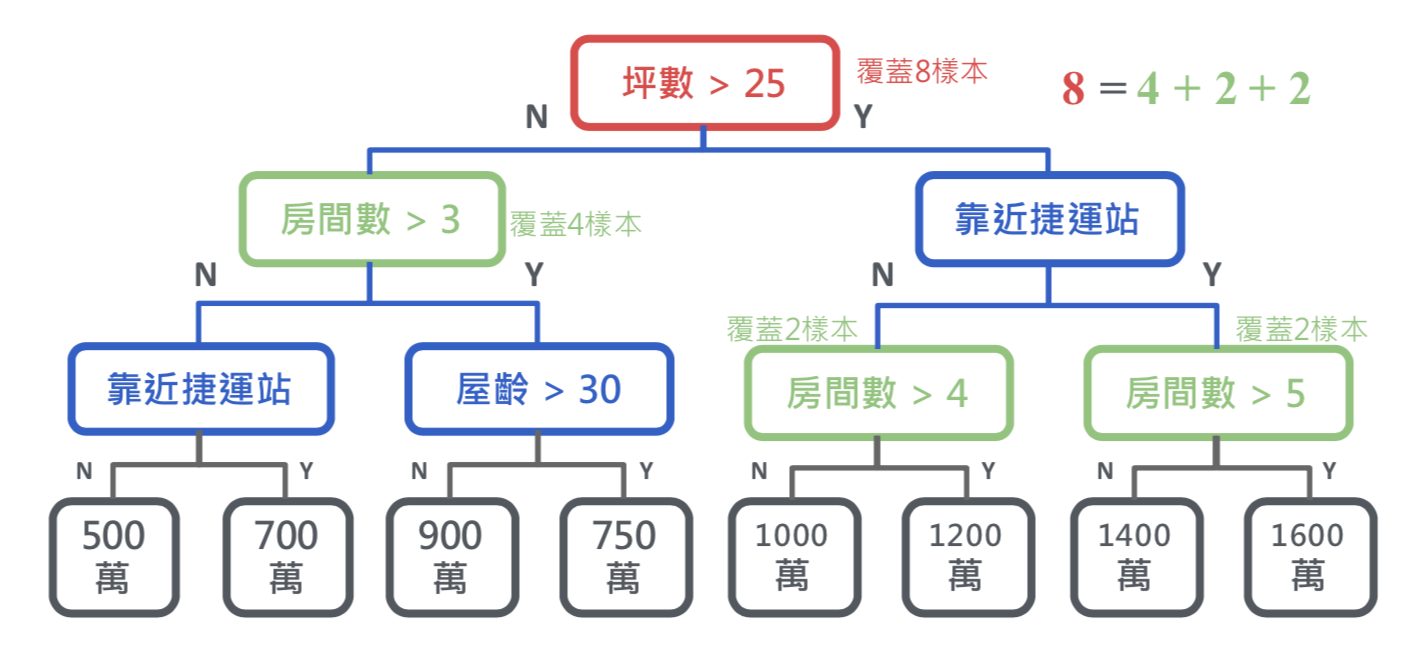 坪數 > 25
覆蓋8樣本
8 = 4 + 2 + 2
N
Y
房間數 > 3
覆蓋4樣本
靠近捷運站
N
Y
N
Y
覆蓋2樣本
覆蓋2樣本
靠近捷運站
屋齡 > 30
房間數 > 4
房間數 > 5
N
Y
N
Y
N
Y
N
Y
500
萬
700
萬
900
萬
750
萬
1000
萬
1200
萬
1400
萬
1600
萬